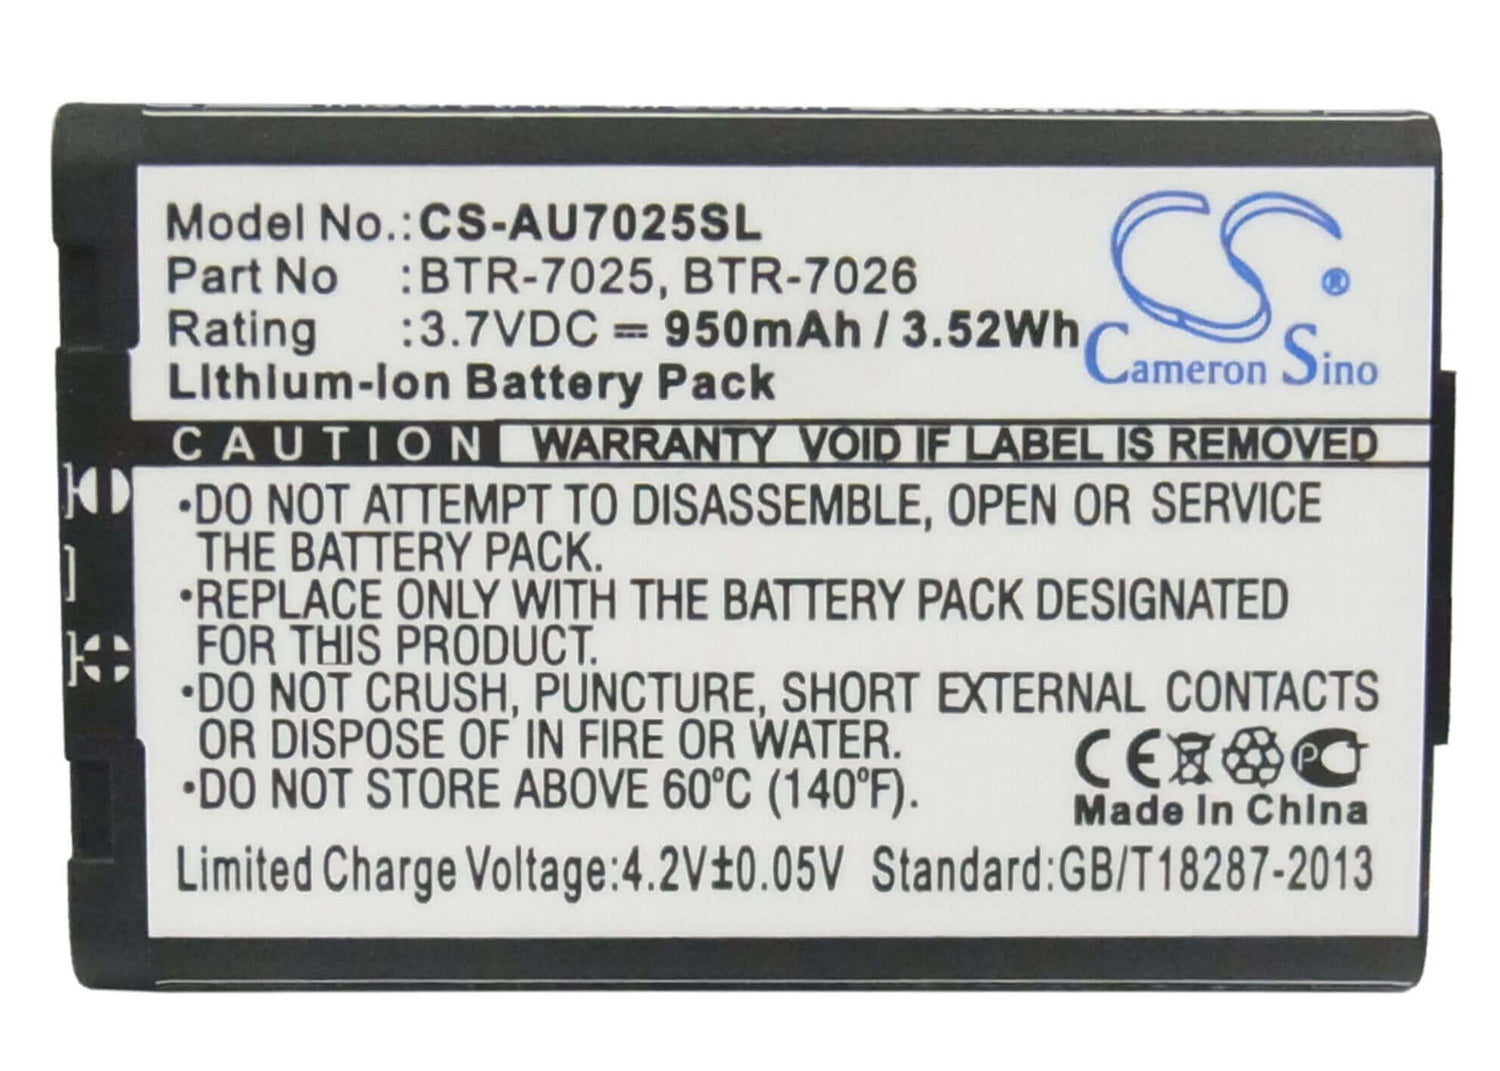 Model No.:CS-AU7025SL
Part No :BTR-7025, BTR-7026
Rating :3.7VDC ⎓ 950mAh / 3.52Wh
Lithium-Ion Battery Pack
CS®
Cameron Sino
CAUTION WARRANTY VOID IF LABEL IS REMOVED
•DO NOT ATTEMPT TO DISASSEMBLE, OPEN OR SERVICE
THE BATTERY PACK.
•REPLACE ONLY WITH THE BATTERY PACK DESIGNATED
FOR THIS PRODUCT.
•DO NOT CRUSH, PUNCTURE, SHORT EXTERNAL CONTACTS
OR DISPOSE OF IN FIRE OR WATER.
•DO NOT STORE ABOVE 60°C (140°F).
CE
Made In China
Limited Charge Voltage:4.2V±0.05V Standard:GB/T18287-2013